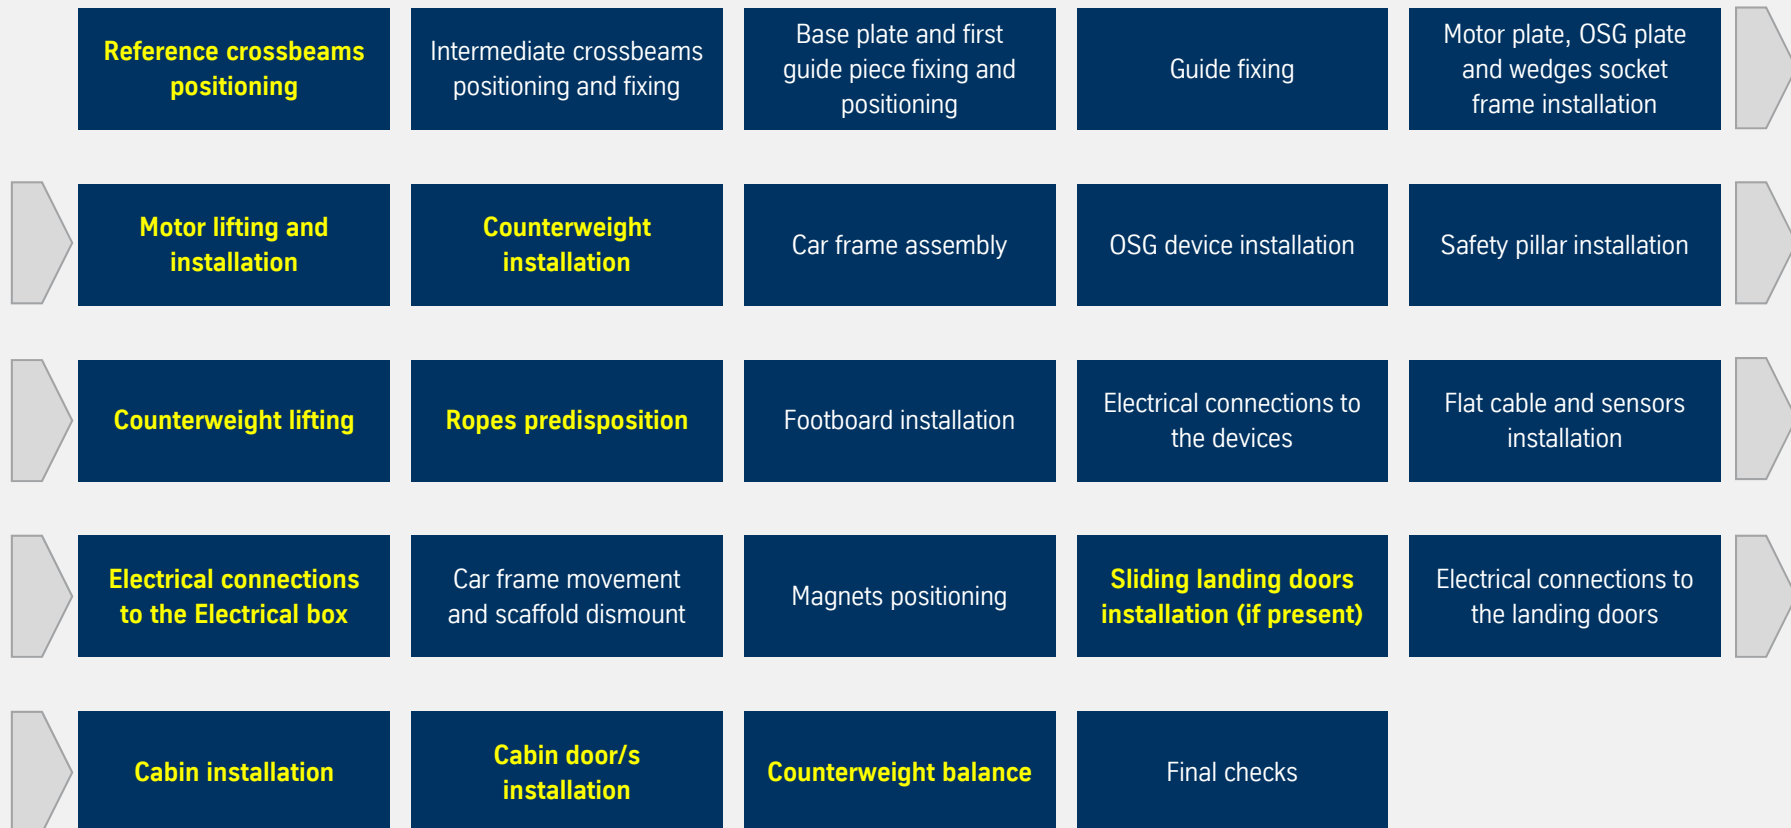 Reference crossbeams
positioning
Intermediate crossbeams
positioning and fixing
Base plate and first
guide piece fixing and
positioning
Guide fixing
Motor plate, OSG plate
and wedges socket
frame installation
Motor lifting and
installation
Counterweight
installation
Car frame assembly
OSG device installation
Safety pillar installation
Counterweight lifting
Ropes predisposition
Footboard installation
Electrical connections to
the devices
Flat cable and sensors
installation
Electrical connections
to the Electrical box
Car frame movement
and scaffold dismount
Magnets positioning
Sliding landing doors
installation (if present)
Electrical connections to
the landing doors
Cabin installation
Cabin door/s
installation
Counterweight balance
Final checks